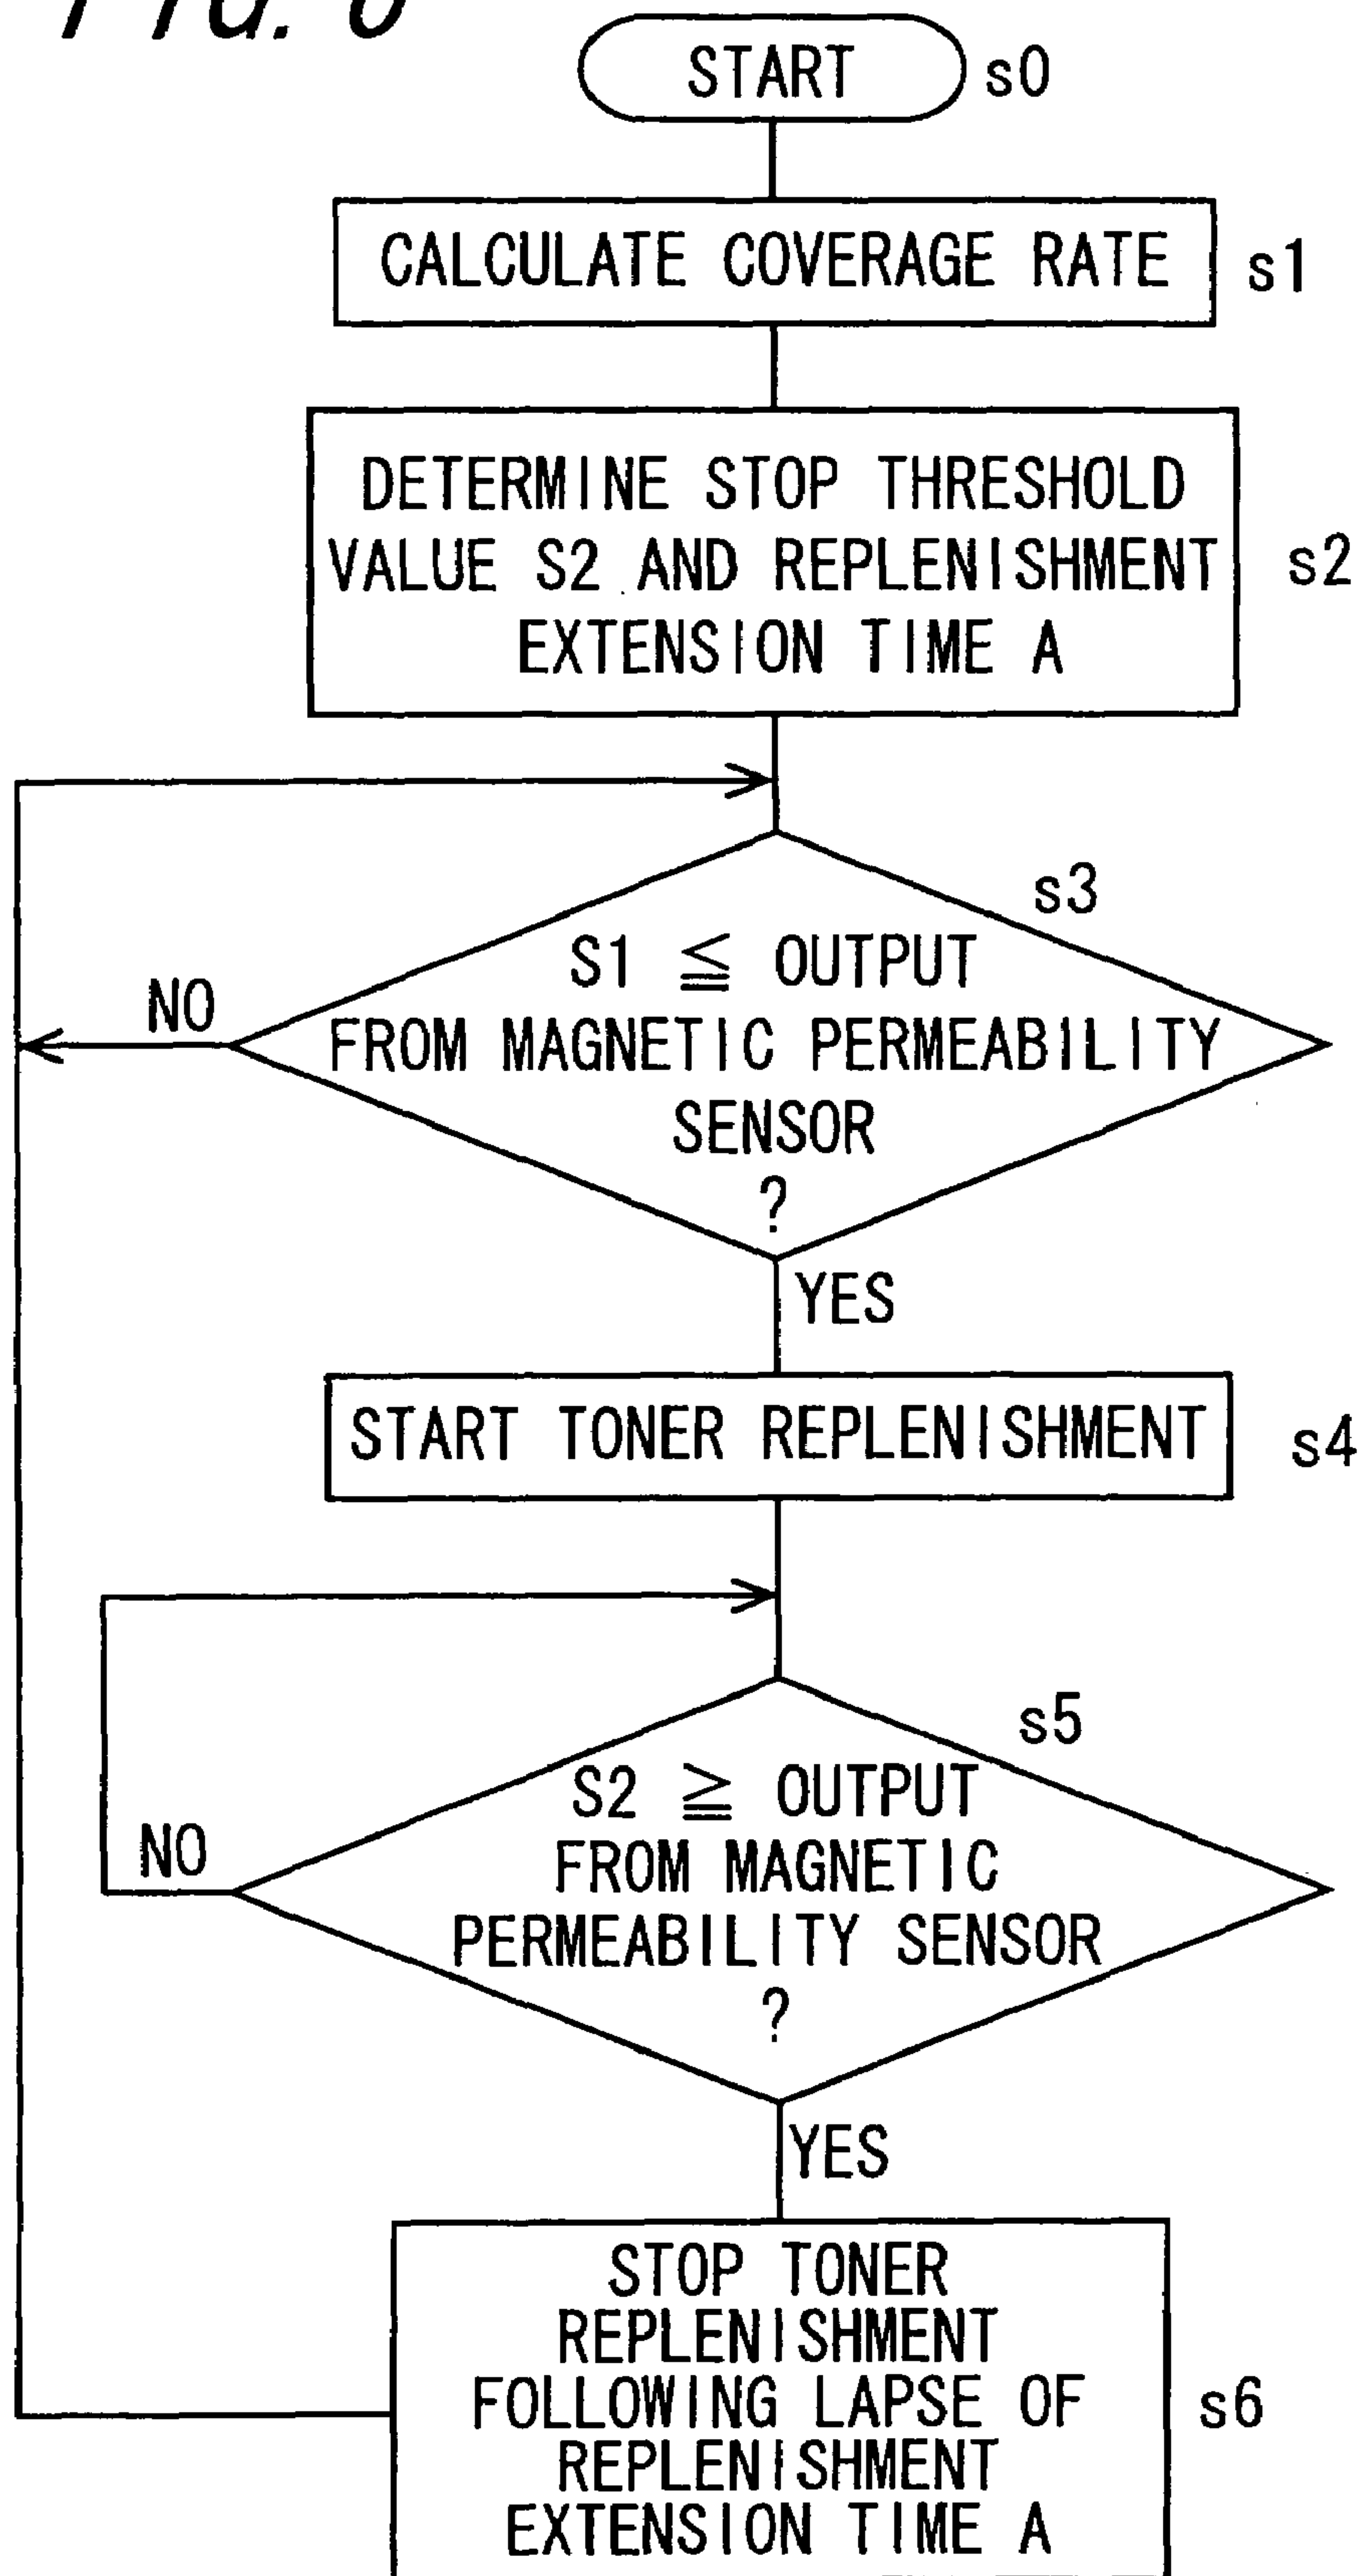 START s0
CALCULATE COVERAGE RATE s1
DETERMINE STOP THRESHOLD
VALUE S2 AND REPLENISHMENT s2
EXTENSION TIME A
s3
S1 ≦ OUTPUT
NO
FROM MAGNETIC PERMEABILITY
SENSOR
?
YES
START TONER REPLENISHMENT s4
s5
S2 ≧ OUTPUT
NO
FROM MAGNETIC
PERMEABILITY SENSOR
?
YES
STOP TONER
REPLENISHMENT
FOLLOWING LAPSE OF s6
REPLENISHMENT
EXTENSION TIME A